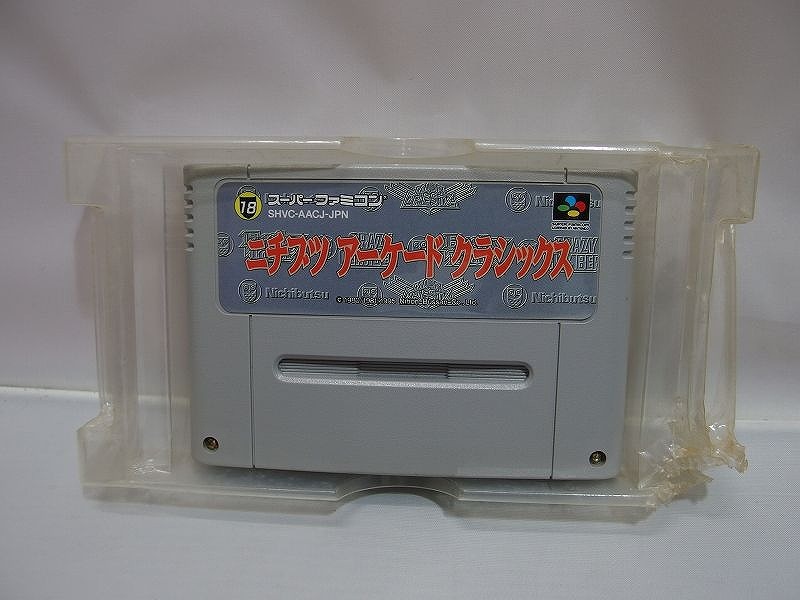 18 スーパーファミコン
SHVC-AACJ-JPN
ニチブツ アーケード クラシックス
Nichibutsu
Nichibutsu